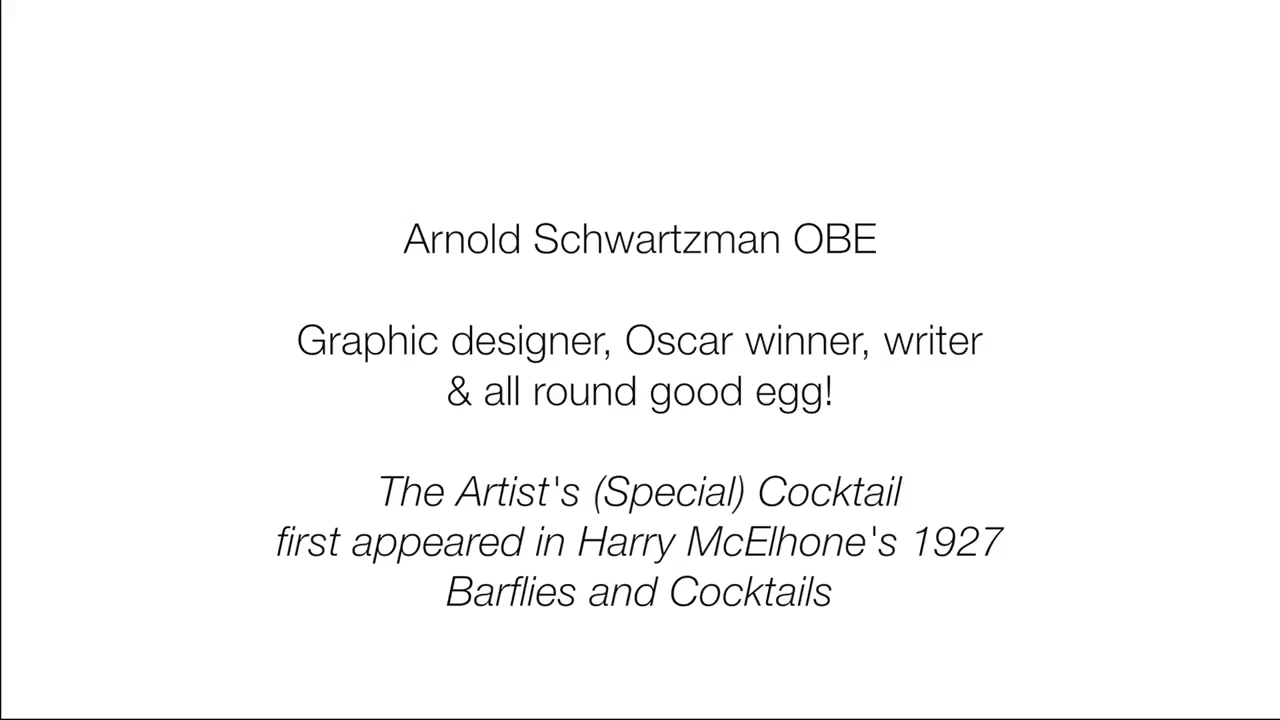 Arnold Schwartzman OBE
Graphic designer, Oscar winner, writer
& all round good egg!
The Artist's (Special) Cocktail
first appeared in Harry McElhone's 1927
Barflies and Cocktails